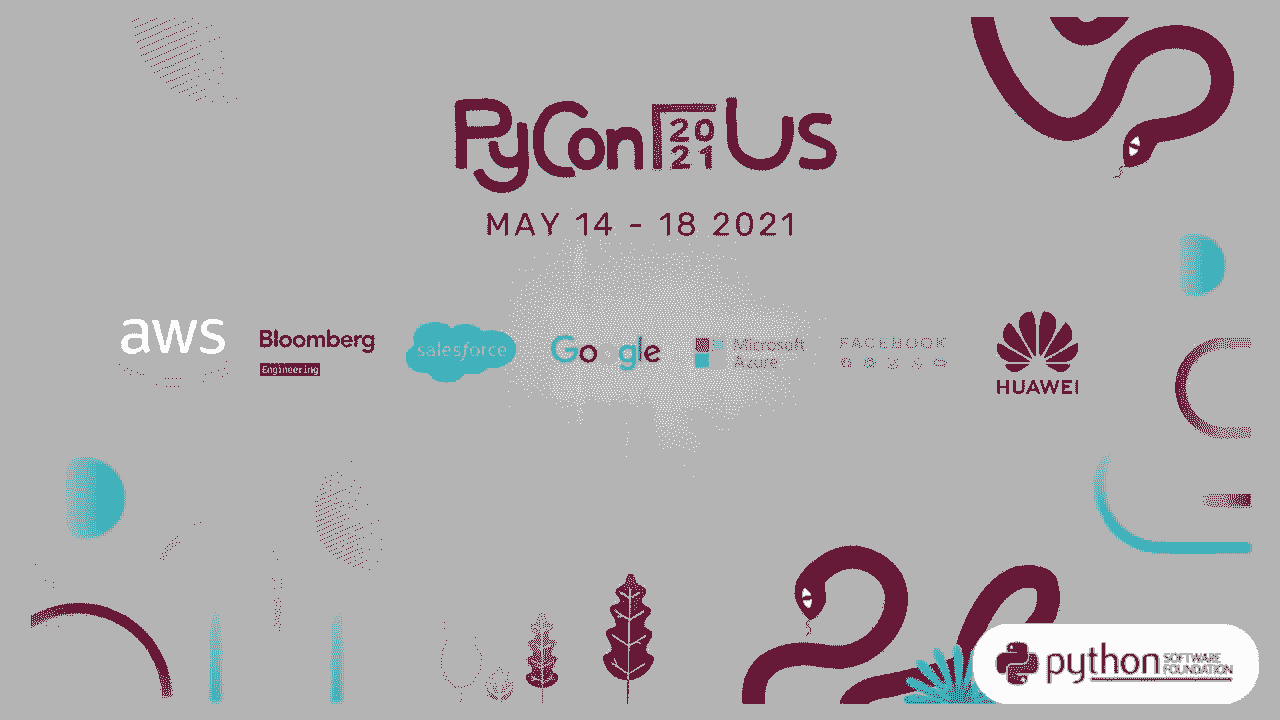 PyCon 2021 US
MAY 14 - 18 2021
aws
Bloomberg
Engineering
salesforce
Google
Microsoft
Azure
FACEBOOK
HUAWEI
python SOFTWARE
FOUNDATION